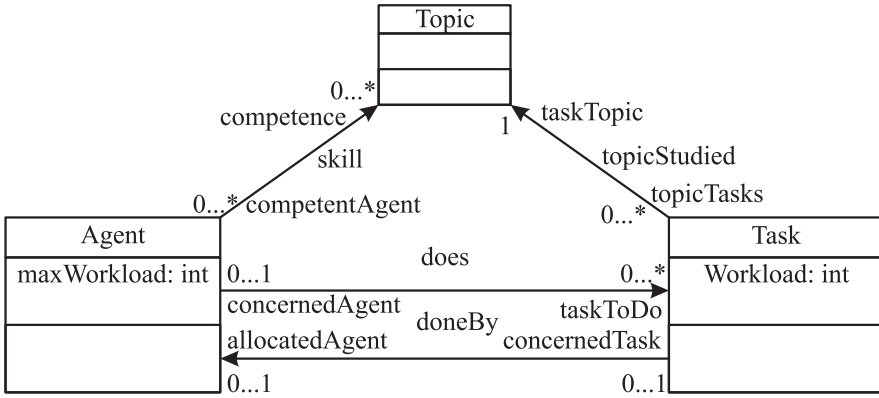 Topic
0...*
competence
taskTopic
1
skill
topicStudied
topicTasks
0...*
competentAgent
0...*
Agent
Task
does
maxWorkload: int
0...1
0...*
Workload: int
concernedAgent
taskToDo
doneBy
allocatedAgent
concernedTask
0...1
0...1